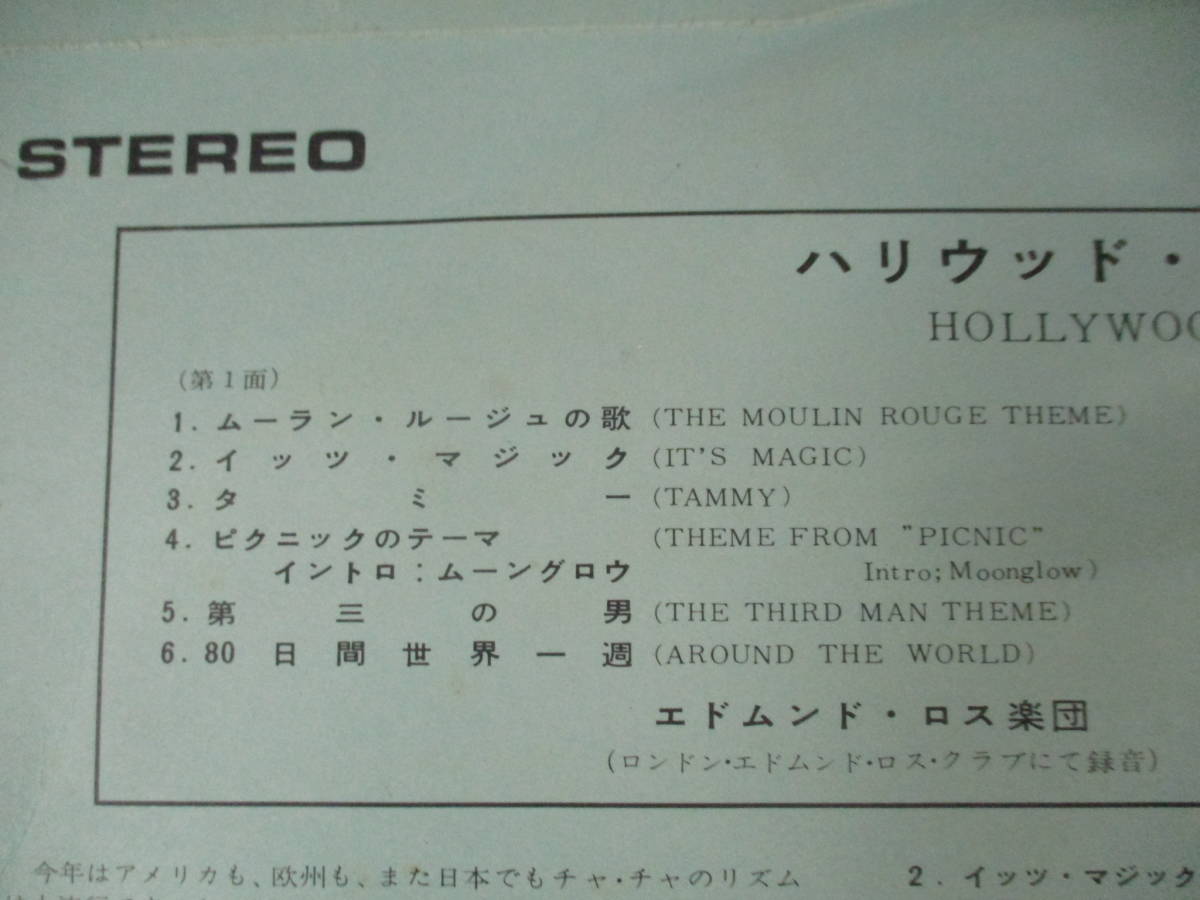 STEREO
ハリウッド・
HOLLYWOO
(第1面)
1. ムーラン・ルージュの歌 (THE MOULIN ROUGE THEME)
2. イッツ・マジック (IT'S MAGIC)
3. タミー (TAMMY)
4. ピクニックのテーマ (THEME FROM "PICNIC"
イントロ:ムーングロウ Intro; Moonglow)
5. 第三の男 (THE THIRD MAN THEME)
6. 80日間世界一週 (AROUND THE WORLD)
エドムンド・ロス楽団
(ロンドン・エドムンド・ロス・クラブにて録音)
今年はアメリカも、欧州も、また日本でもチャ・チャのリズム
2. イッツ・マジック